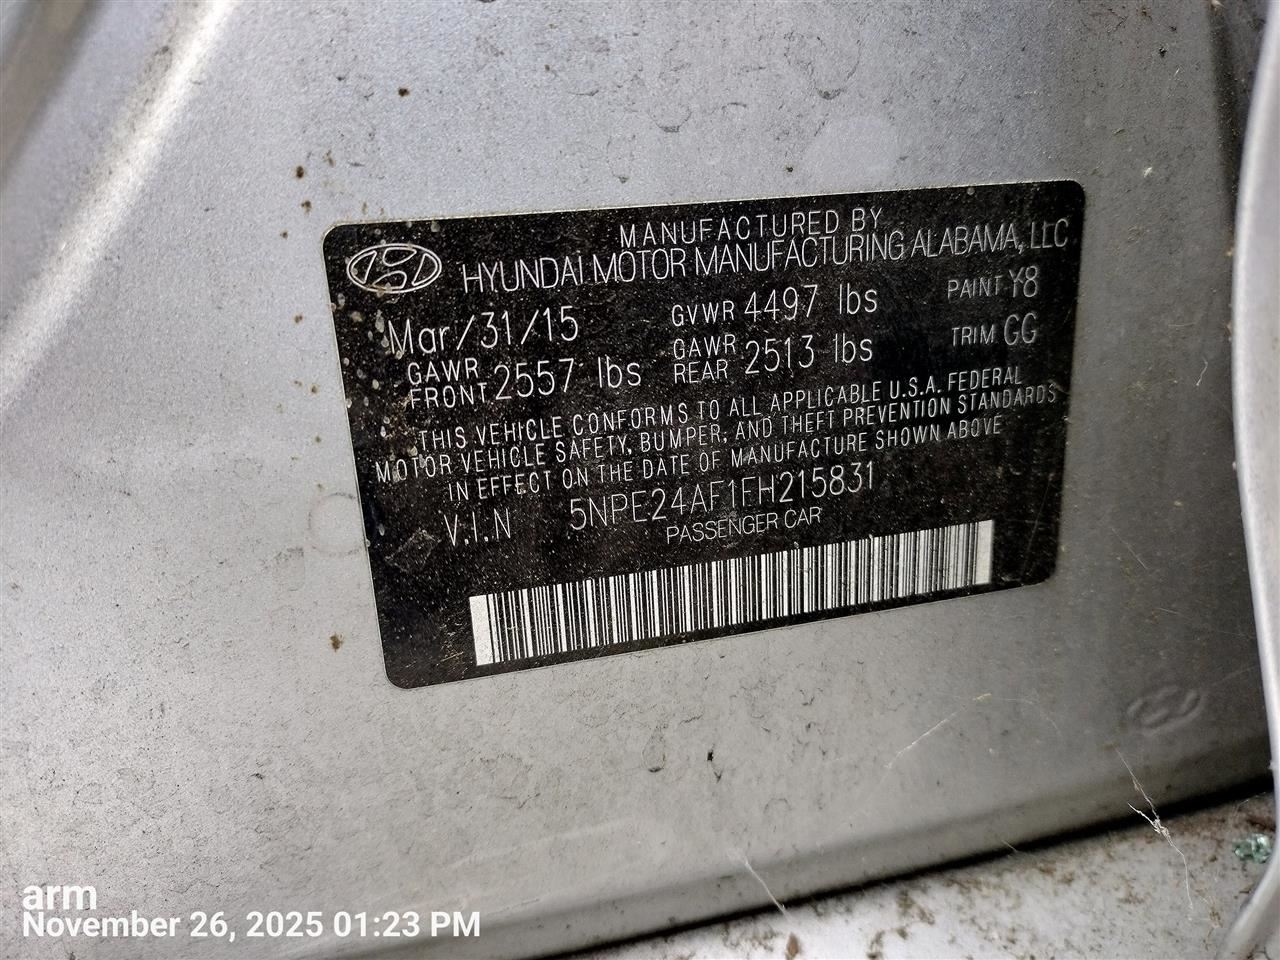 MANUFACTURED BY
HYUNDAI MOTOR MANUFACTURING ALABAMA, LLC
Mar/31/15 GVWR 4497 lbs PAINT Y8
GAWR FRONT 2557 lbs GAWR REAR 2513 lbs TRIM GG
THIS VEHICLE CONFORMS TO ALL APPLICABLE U.S.A. FEDERAL
MOTOR VEHICLE SAFETY, BUMPER, AND THEFT PREVENTION STANDARDS
IN EFFECT ON THE DATE OF MANUFACTURE SHOWN ABOVE
V.I.N 5NPE24AF1FH215831
PASSENGER CAR
arm
November 26, 2025 01:23 PM